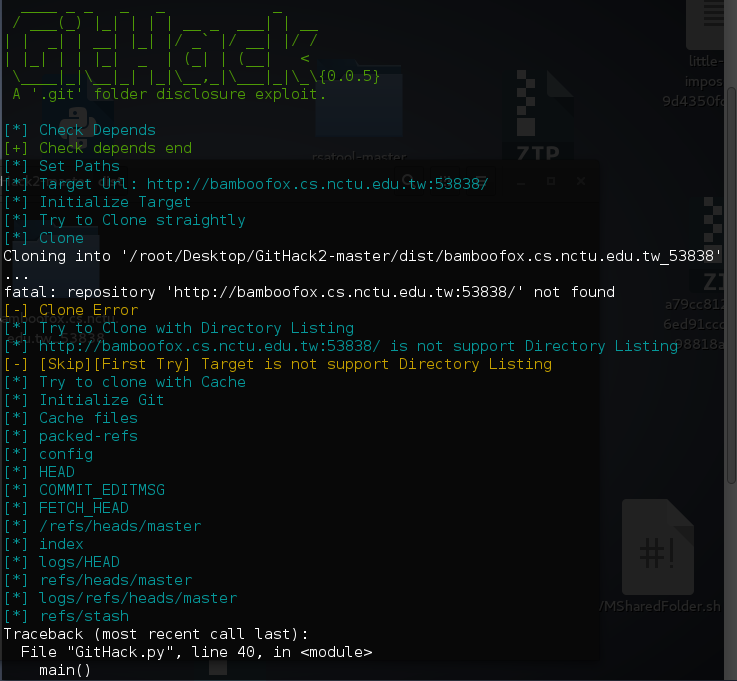 {0.0.5}
A '.git' folder disclosure exploit.
[*] Check Depends
[+] Check depends end
[*] Set Paths
[*] Target Url: http://bamboofox.cs.nctu.edu.tw:53838/
[*] Initialize Target
[*] Try to Clone straightly
[*] Clone
Cloning into '/root/Desktop/GitHack2-master/dist/bamboofox.cs.nctu.edu.tw_53838'
...
fatal: repository 'http://bamboofox.cs.nctu.edu.tw:53838/' not found
[-] Clone Error
[*] Try to Clone with Directory Listing
[*] http://bamboofox.cs.nctu.edu.tw:53838/ is not support Directory Listing
[-] [Skip][First Try] Target is not support Directory Listing
[*] Try to clone with Cache
[*] Initialize Git
[*] Cache files
[*] packed-refs
[*] config
[*] HEAD
[*] COMMIT_EDITMSG
[*] FETCH_HEAD
[*] /refs/heads/master
[*] index
[*] logs/HEAD
[*] refs/heads/master
[*] logs/refs/heads/master
[*] refs/stash
Traceback (most recent call last):
File "GitHack.py", line 40, in <module>
main()
rsatool-master
ZIP
little-
impos
9d4350fc
a79cc812
6ed91ccc
98818a
#!
/MSharedFolder.sh